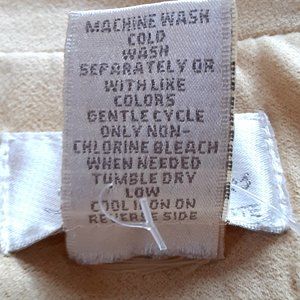 MACHINE WASH
COLD
WASH
SEPARATELY OR
WITH LIKE
COLORS
GENTLE CYCLE
ONLY NON-
CHLORINE BLEACH
WHEN NEEDED
TUMBLE DRY
LOW
COOL IRON ON
REVERSE SIDE